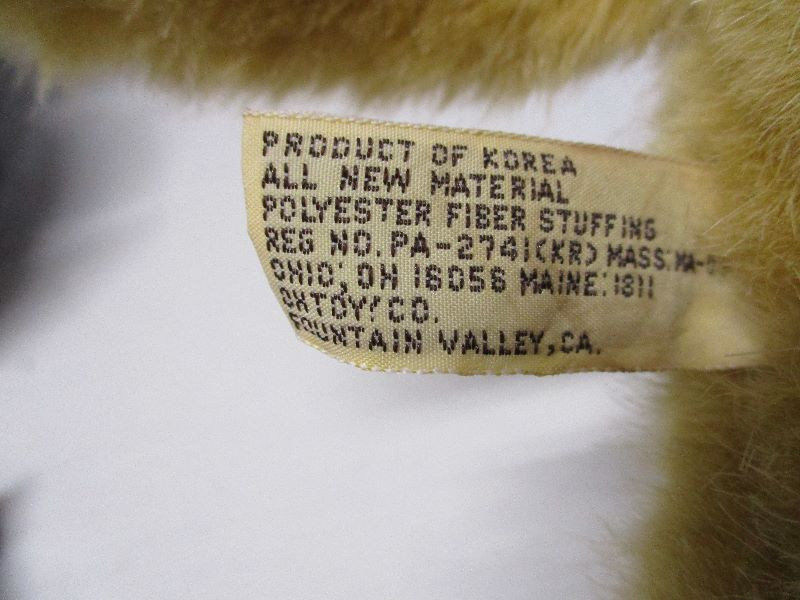 PRODUCT OF KOREA
ALL NEW MATERIAL
POLYESTER FIBER STUFFING
REG NO.PA-2741(KR) MASS:MA-
OHIO; OH 16056 MAINE:1811
FOUNTAIN VALLEY,CA.